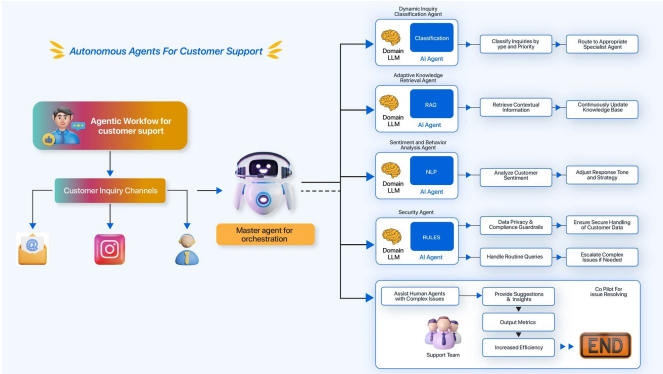 Autonomous Agents For Customer Support
Agentic Workfow for
customer suport
Customer Inquiry Channels
@
Master agent for
orchestration
Dynamic Inquiry
Classification Agent
Domain
LLM
Classification
AI Agent
Classify Inquiries by
ype and Priority
Route to Appropriate
Specialist Agent
Adaptive Knowledge
Retrieval Agent
Domain
LLM
RAG
AI Agent
Retrieve Contextual
Information
Continuously Update
Knowledge Base
Sentiment and Behavior
Analysis Agent
Domain
LLM
NLP
AI Agent
Analyze Customer
Sentiment
Adjust Response Tone
and Strategy
Security Agent
Domain
LLM
RULES
AI Agent
Data Privacy &
Compliance Guardrails
Ensure Secure Handling
of Customer Data
Handle Routine Queries
Escalate Complex
Issues if Needed
Assist Human Agents
with Complex Issues
Provide Suggestions
& Insights
Co Pilot For
issue Resolving
Output Metrics
Support Team
Increased Efficiency
END